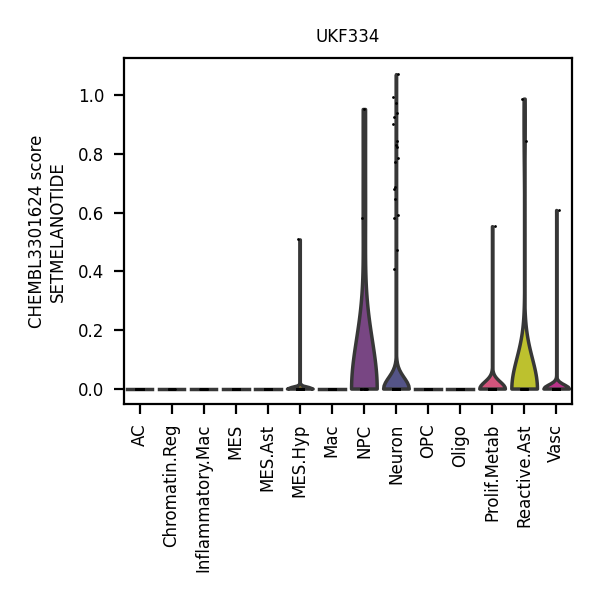 UKF334
CHEMBL3301624 score
SETMELANOTIDE
1.0
0.8
0.6
0.4
0.2
0.0
AC
Chromatin.Reg
Inflammatory.Mac
MES
MES.Ast
MES.Hyp
Mac
NPC
Neuron
OPC
Oligo
Prolif.Metab
Reactive.Ast
Vasc